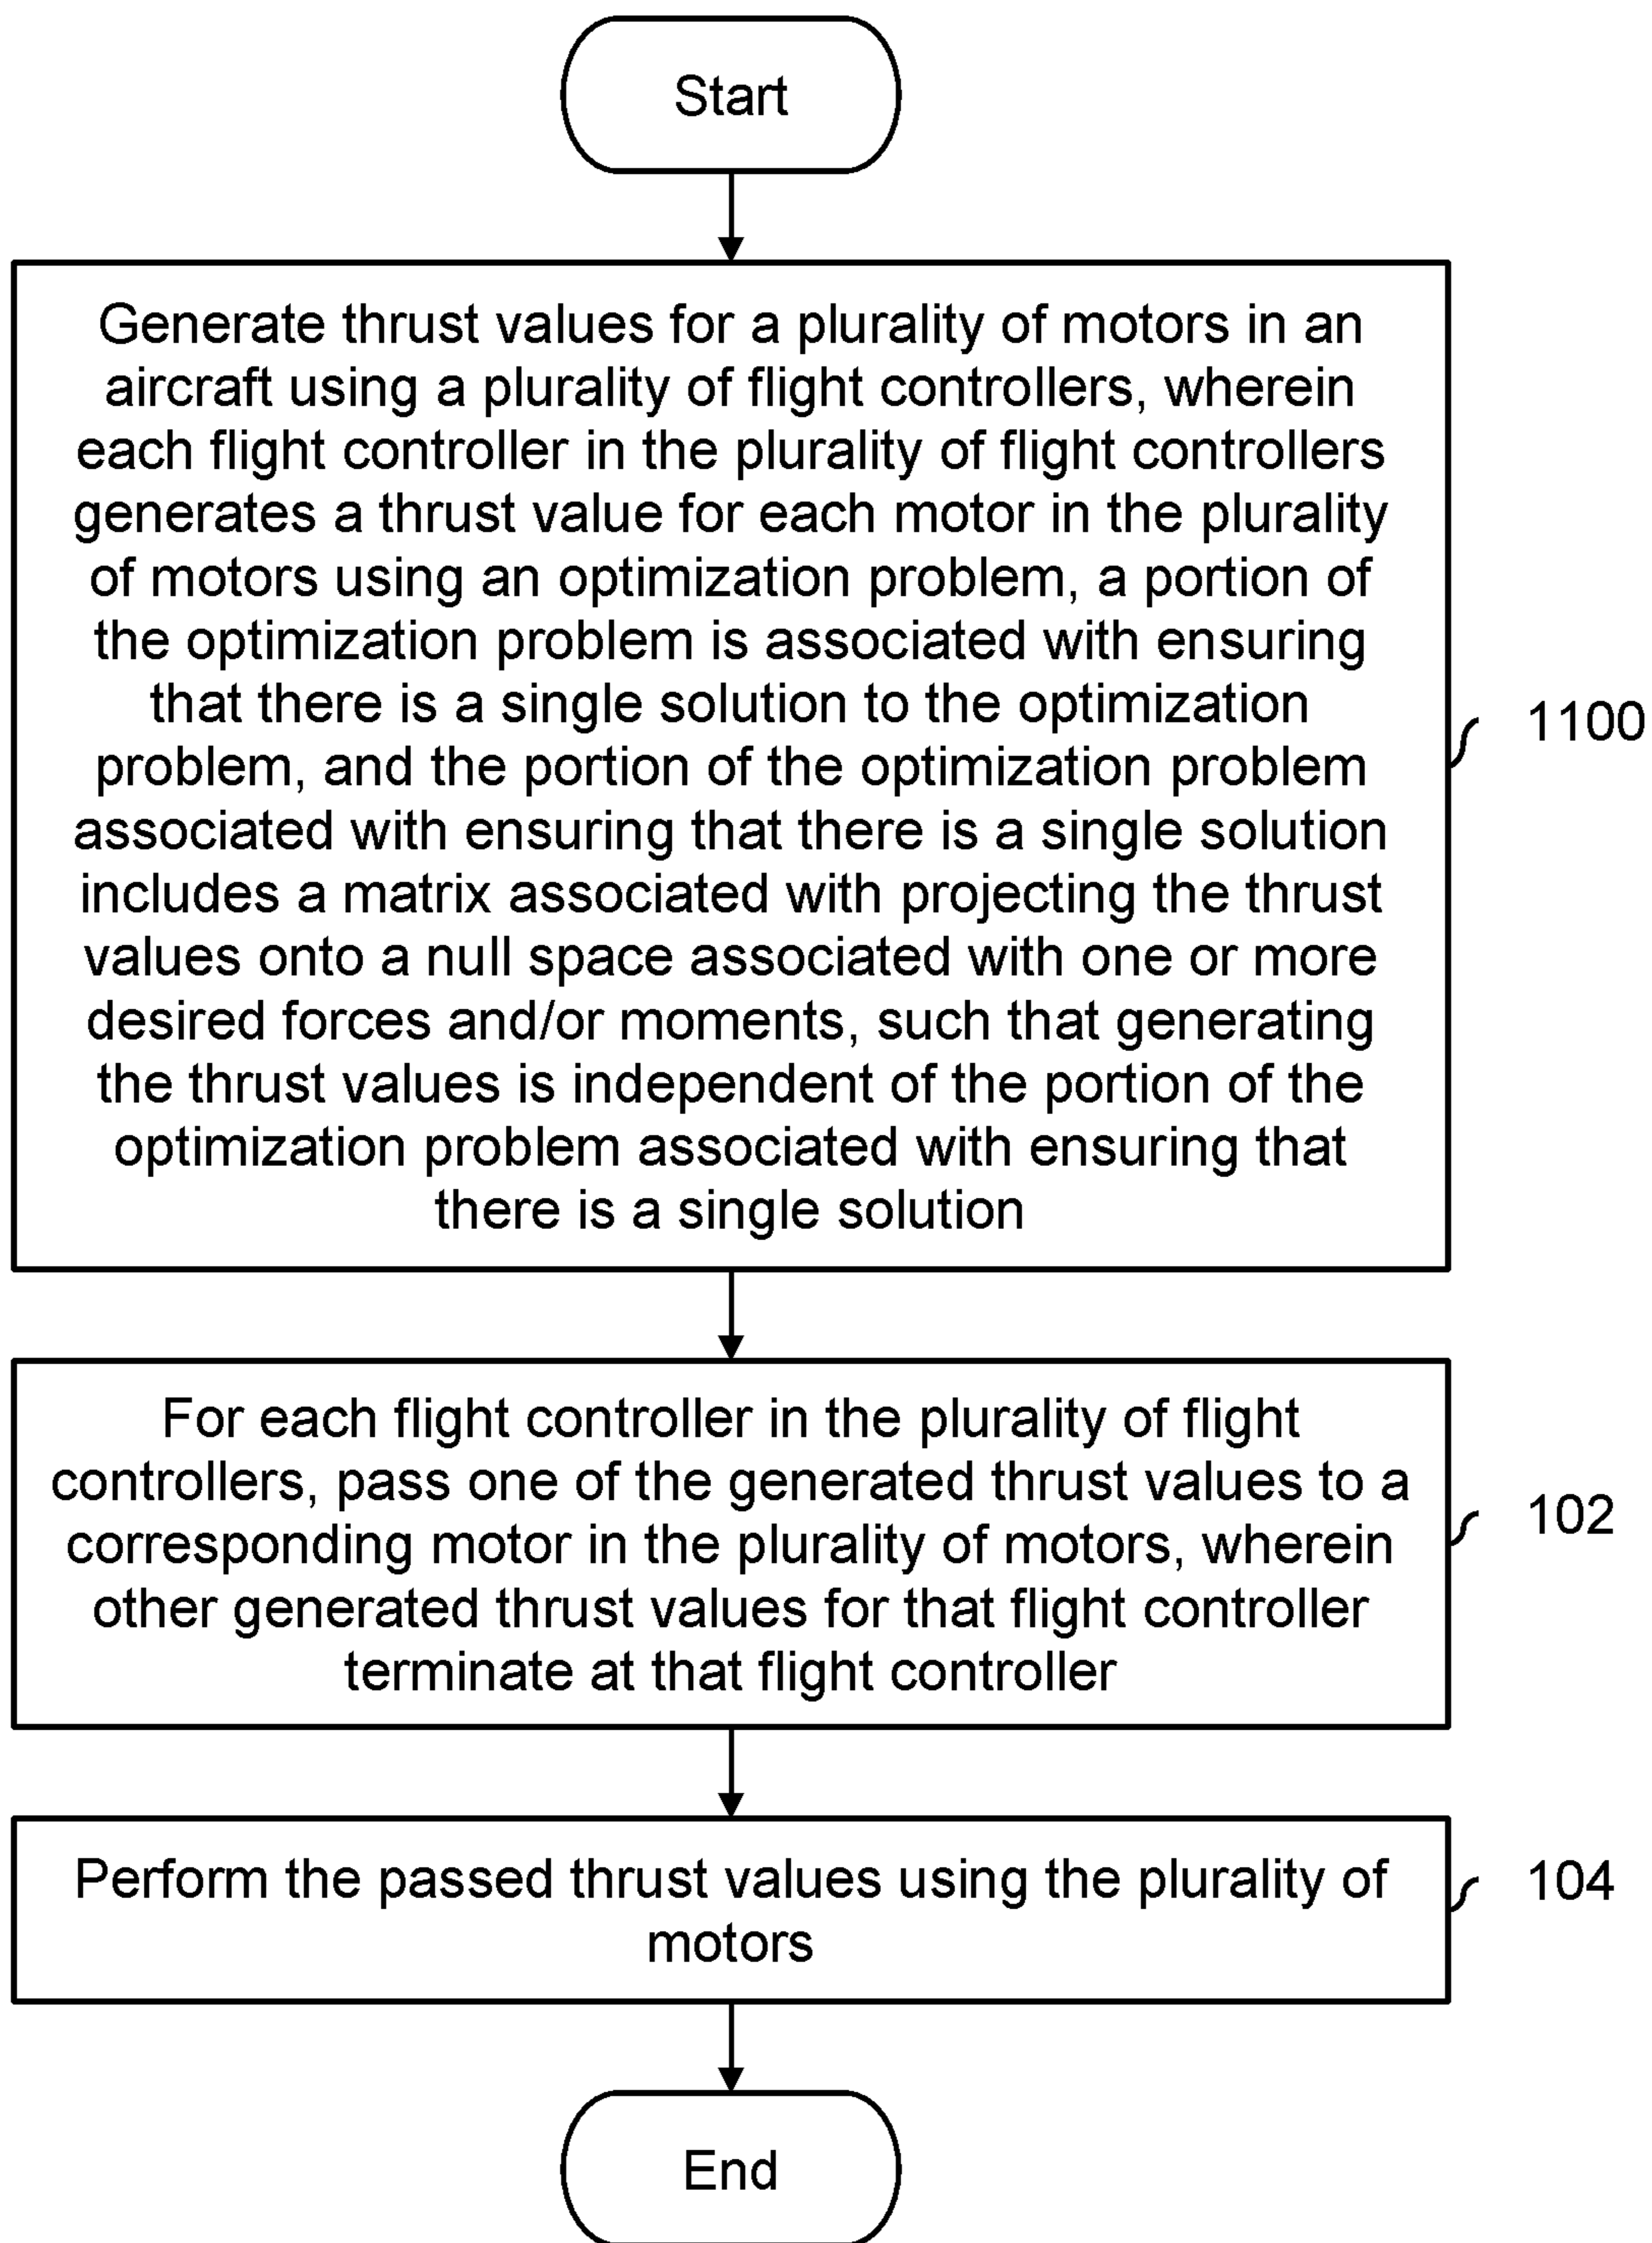 Start
Generate thrust values for a plurality of motors in an
aircraft using a plurality of flight controllers, wherein
each flight controller in the plurality of flight controllers
generates a thrust value for each motor in the plurality
of motors using an optimization problem, a portion of
the optimization problem is associated with ensuring
that there is a single solution to the optimization
problem, and the portion of the optimization problem
associated with ensuring that there is a single solution
includes a matrix associated with projecting the thrust
values onto a null space associated with one or more
desired forces and/or moments, such that generating
the thrust values is independent of the portion of the
optimization problem associated with ensuring that
there is a single solution
1100
For each flight controller in the plurality of flight
controllers, pass one of the generated thrust values to a
corresponding motor in the plurality of motors, wherein
other generated thrust values for that flight controller
terminate at that flight controller
102
Perform the passed thrust values using the plurality of
motors
104
End